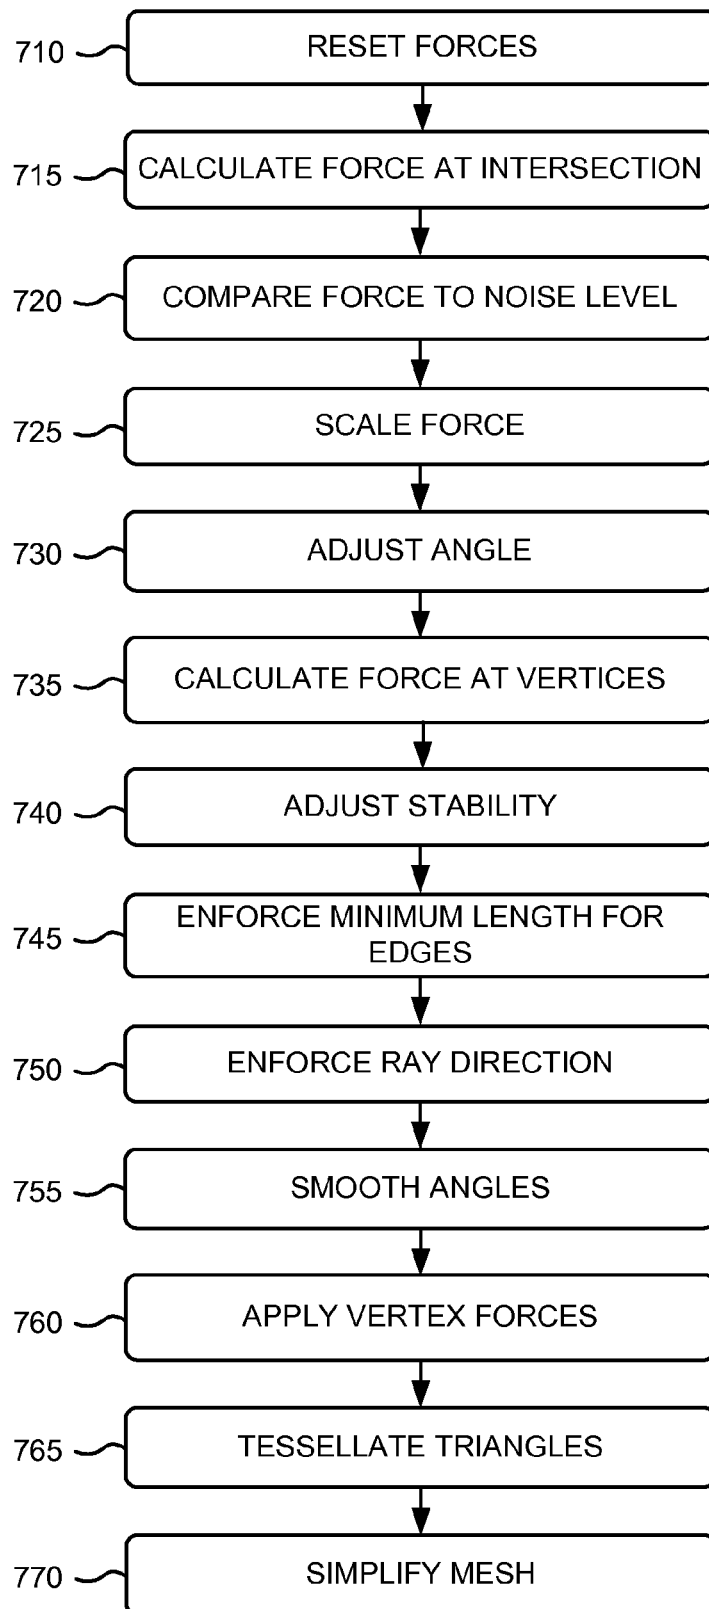 710 RESET FORCES
715 CALCULATE FORCE AT INTERSECTION
720 COMPARE FORCE TO NOISE LEVEL
725 SCALE FORCE
730 ADJUST ANGLE
735 CALCULATE FORCE AT VERTICES
740 ADJUST STABILITY
745 ENFORCE MINIMUM LENGTH FOR
EDGES
750 ENFORCE RAY DIRECTION
755 SMOOTH ANGLES
760 APPLY VERTEX FORCES
765 TESSELLATE TRIANGLES
770 SIMPLIFY MESH